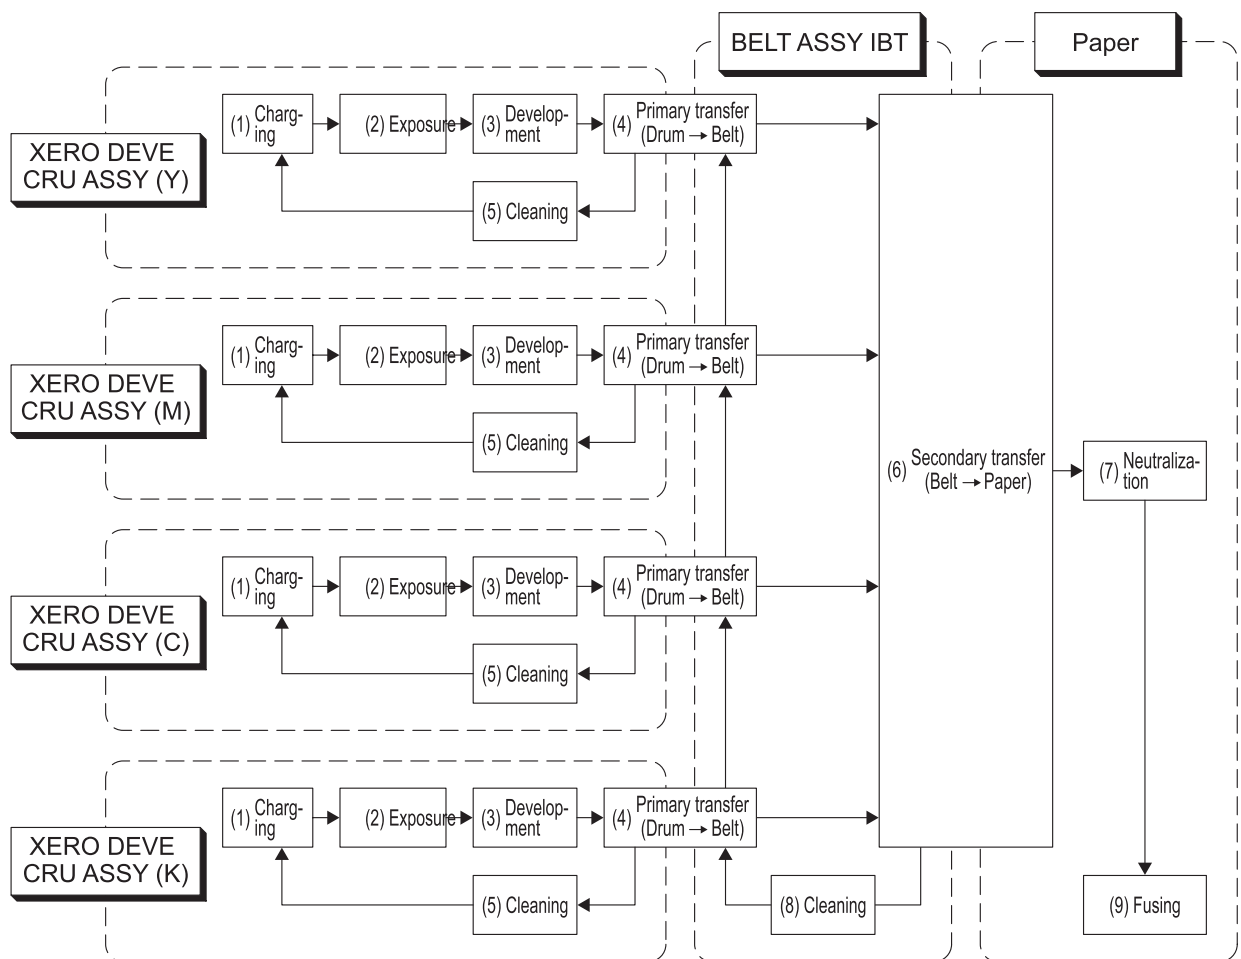 BELT ASSY IBT
Paper
XERO DEVE
CRU ASSY (Y)
(1) Charg-
ing
(2) Exposure
(3) Develop-
ment
(4) Primary transfer
(Drum → Belt)
(5) Cleaning
XERO DEVE
CRU ASSY (M)
(1) Charg-
ing
(2) Exposure
(3) Develop-
ment
(4) Primary transfer
(Drum → Belt)
(5) Cleaning
(6) Secondary transfer
(Belt → Paper)
(7) Neutraliza-
tion
XERO DEVE
CRU ASSY (C)
(1) Charg-
ing
(2) Exposure
(3) Develop-
ment
(4) Primary transfer
(Drum → Belt)
(5) Cleaning
XERO DEVE
CRU ASSY (K)
(1) Charg-
ing
(2) Exposure
(3) Develop-
ment
(4) Primary transfer
(Drum → Belt)
(5) Cleaning
(8) Cleaning
(9) Fusing